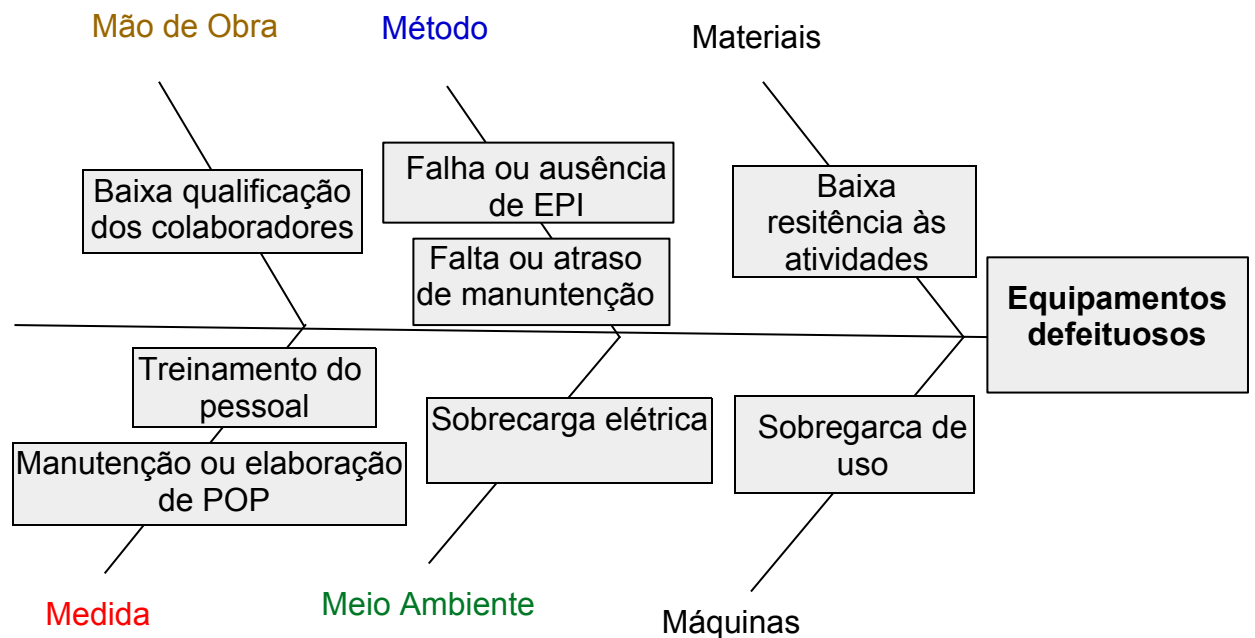 Mão de Obra
Método
Materiais
Baixa qualificação
dos colaboradores
Falha ou ausência
de EPI
Falta ou atraso
de manuntenção
Baixa
resitência às
atividades
Equipamentos
defeituosos
Treinamento do
pessoal
Manutenção ou elaboração
de POP
Sobrecarga elétrica
Sobregarca de
uso
Medida
Meio Ambiente
Máquinas